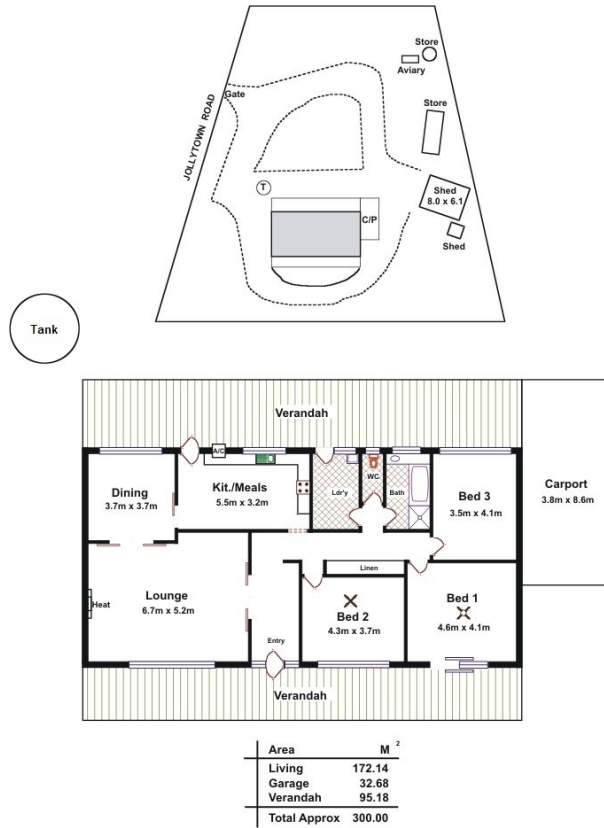 Store
Aviary
Gate
Store
JOLLYTOWN ROAD
T
Shed
8.0 x 6.1
C/P
Shed
Tank
Verandah
A/C
Dining
3.7m x 3.7m
Kit./Meals
5.5m x 3.2m
Ldr'y
WC
Bath
Bed 3
3.5m x 4.1m
Carport
3.8m x 8.6m
Linen
Lounge
6.7m x 5.2m
Heat
Entry
Bed 2
4.3m x 3.7m
Bed 1
4.6m x 4.1m
Verandah
Area M ²
Living 172.14
Garage 32.68
Verandah 95.18
Total Approx 300.00